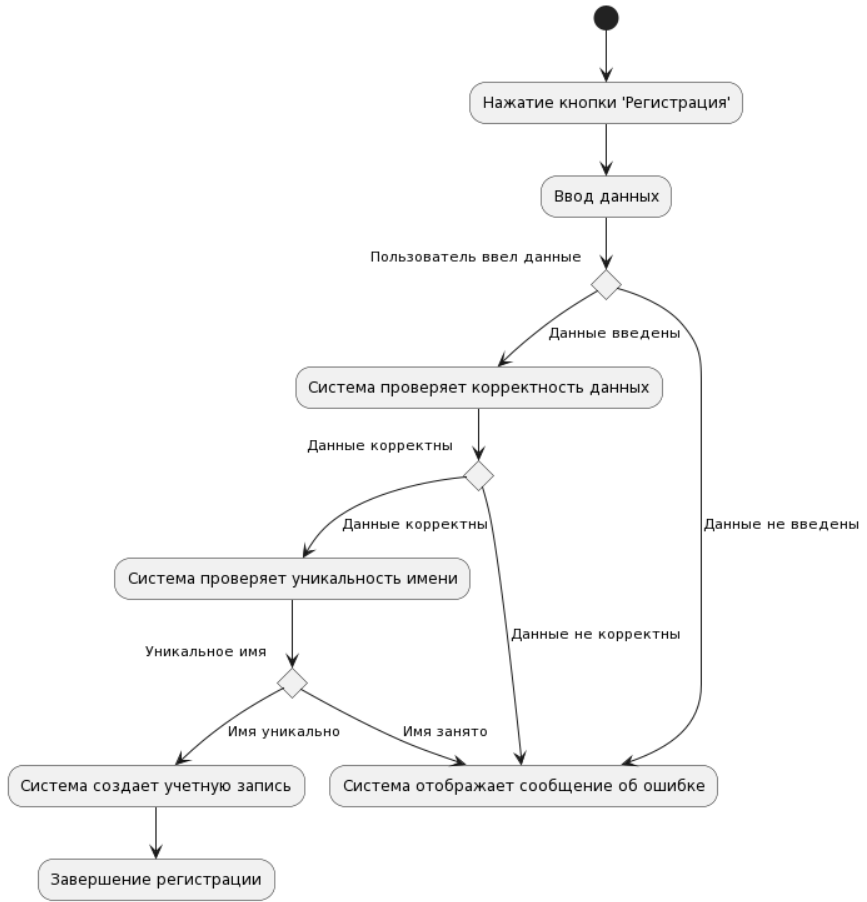 Нажатие кнопки 'Регистрация'
Ввод данных
Пользователь ввел данные
Данные введены
Система проверяет корректность данных
Данные корректны
Данные корректны
Данные не введены
Система проверяет уникальность имени
Данные не корректны
Уникальное имя
Имя уникально
Имя занято
Система создает учетную запись
Система отображает сообщение об ошибке
Завершение регистрации